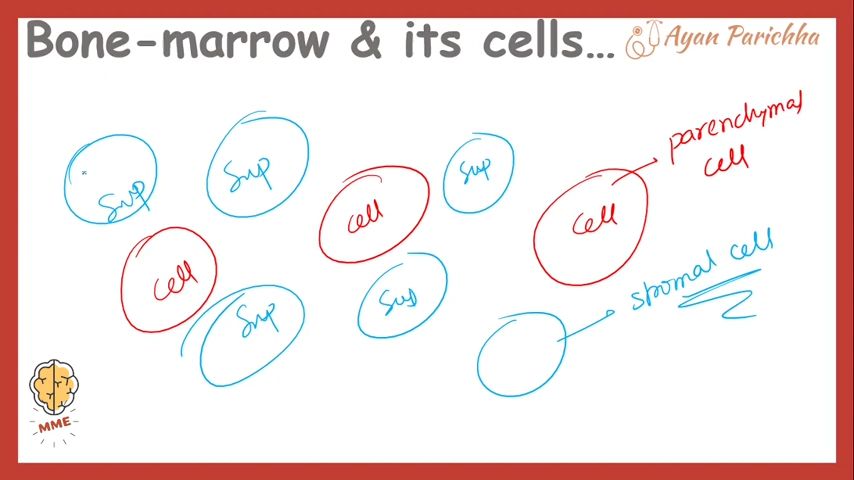 Bone-marrow & its cells...
Ayan Parichha
parenchymal
cell
Sup
Sup
Sup
cell
cell
cell
stromal cell
Sup
Sup
MME